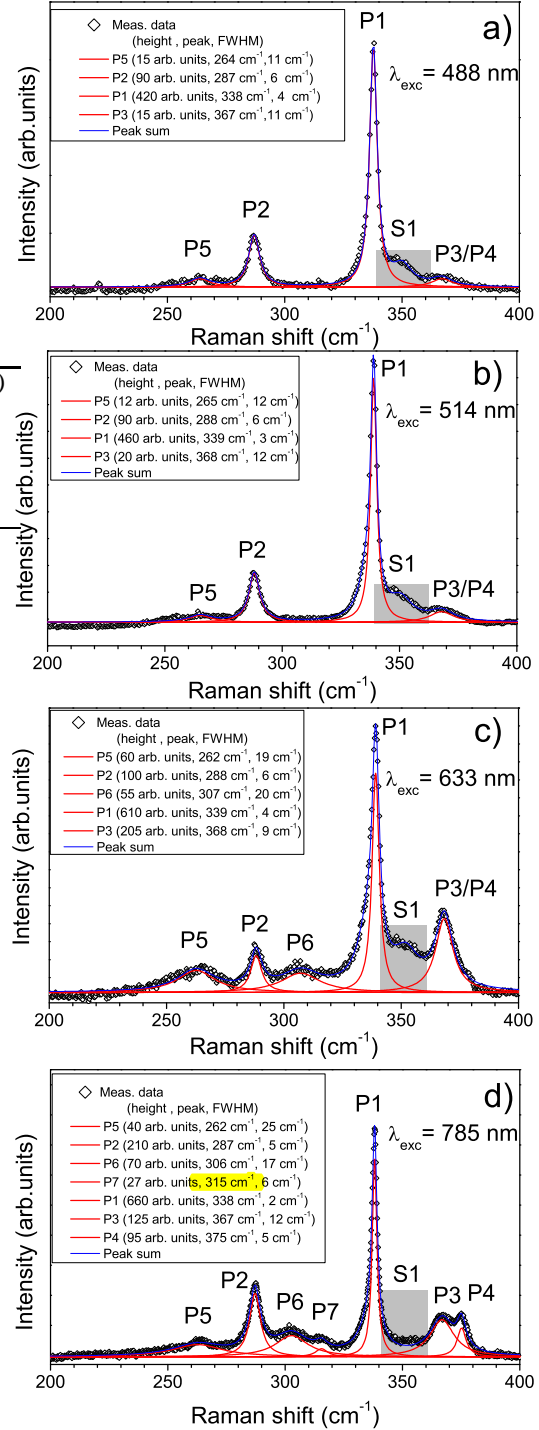 a)
P1
Meas. data
(height , peak, FWHM)
P5 (15 arb. units, 264 cm⁻¹,11 cm⁻¹)
P2 (90 arb. units, 287 cm⁻¹, 6 cm⁻¹)
P1 (420 arb. units, 338 cm⁻¹, 4 cm⁻¹)
P3 (15 arb. units, 367 cm⁻¹,11 cm⁻¹)
Peak sum
λexc = 488 nm
P5
P2
S1
P3/P4
Intensity (arb.units)
200 250 300 350 400
Raman shift (cm⁻¹)
)
b)
P1
Meas. data
(height , peak, FWHM)
P5 (12 arb. units, 265 cm⁻¹, 12 cm⁻¹)
P2 (90 arb. units, 288 cm⁻¹, 6 cm⁻¹)
P1 (460 arb. units, 339 cm⁻¹, 3 cm⁻¹)
P3 (20 arb. units, 368 cm⁻¹, 12 cm⁻¹)
Peak sum
λexc = 514 nm
P5
P2
S1
P3/P4
Intensity (arb.units)
200 250 300 350 400
Raman shift (cm⁻¹)
c)
P1
Meas. data
(height , peak, FWHM)
P5 (60 arb. units, 262 cm⁻¹, 19 cm⁻¹)
P2 (100 arb. units, 288 cm⁻¹, 6 cm⁻¹)
P6 (55 arb. units, 307 cm⁻¹, 20 cm⁻¹)
P1 (610 arb. units, 339 cm⁻¹, 4 cm⁻¹)
P3 (205 arb. units, 368 cm⁻¹, 9 cm⁻¹)
Peak sum
λexc = 633 nm
P5
P2
P6
S1
P3/P4
Intensity (arb.units)
200 250 300 350 400
Raman shift (cm⁻¹)
d)
P1
Meas. data
(height , peak, FWHM)
P5 (40 arb. units, 262 cm⁻¹, 25 cm⁻¹)
P2 (210 arb. units, 287 cm⁻¹, 5 cm⁻¹)
P6 (70 arb. units, 306 cm⁻¹, 17 cm⁻¹)
P7 (27 arb. units, 315 cm⁻¹, 6 cm⁻¹)
P1 (660 arb. units, 338 cm⁻¹, 2 cm⁻¹)
P3 (125 arb. units, 367 cm⁻¹, 12 cm⁻¹)
P4 (95 arb. units, 375 cm⁻¹, 5 cm⁻¹)
Peak sum
λexc = 785 nm
P5
P2
P6
P7
S1
P3
P4
Intensity (arb.units)
200 250 300 350 400
Raman shift (cm⁻¹)